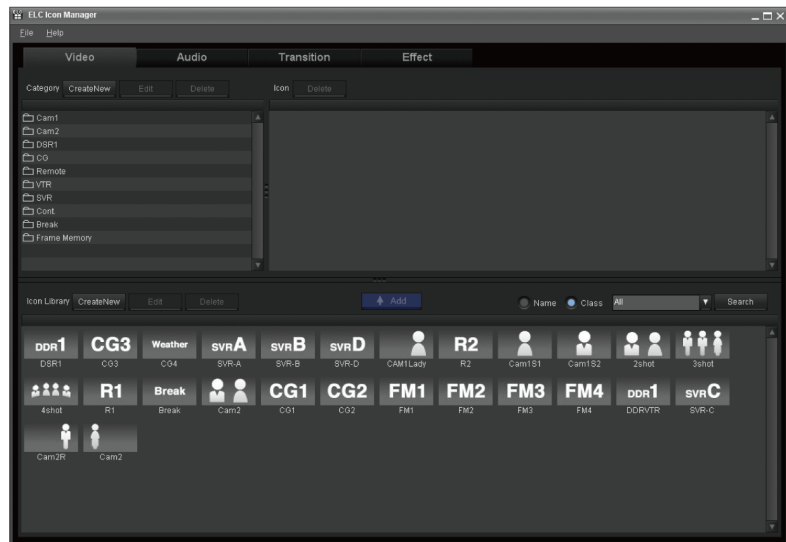 ELC Icon Manager
File Help
Video Audio Transition Effect
Category CreateNew Edit Delete Icon Delete
Cam1
Cam2
DSR1
CG
Remote
VTR
SVR
Cont.
Break
Frame Memory
Icon Library CreateNew Edit Delete Add Name Class All Search
DDR1 CG3 Weather SVRA SVRB SVRD R2
DSR1 CG3 CG4 SVR-A SVR-B SVR-D CAM1Lady R2 Cam1S1 Cam1S2 2shot 3shot
R1 Break CG1 CG2 FM1 FM2 FM3 FM4 DDR1 SVRC
4shot R1 Break Cam2 CG1 CG2 FM1 FM2 FM3 FM4 DDRVTR SVR-C
Cam2R Cam2